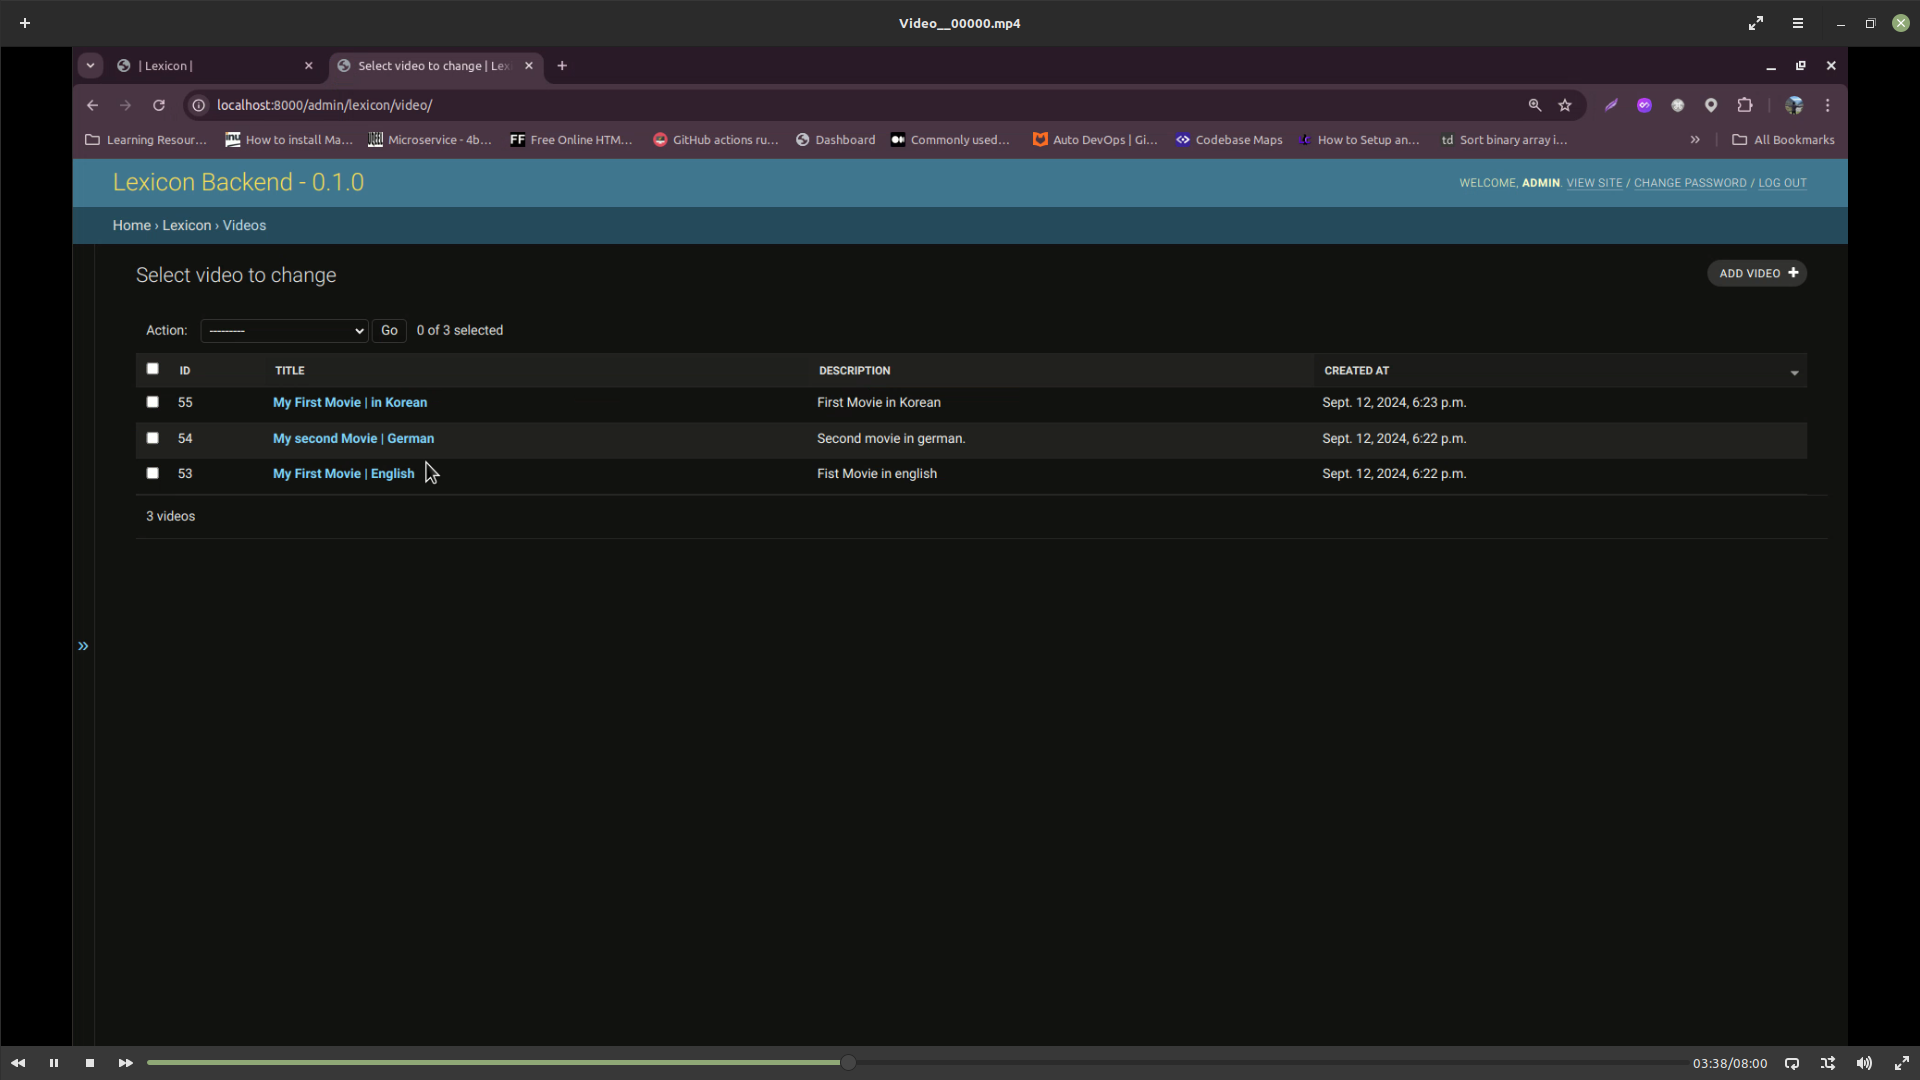 Video__00000.mp4
| Lexicon |
Select video to change | Lex
localhost:8000/admin/lexicon/video/
Learning Resour...
How to install Ma...
Microservice - 4b...
FF Free Online HTM...
GitHub actions ru...
Dashboard
Commonly used...
Auto DevOps | Gi...
Codebase Maps
How to Setup an...
td Sort binary array i...
» All Bookmarks
Lexicon Backend - 0.1.0
WELCOME, ADMIN. VIEW SITE / CHANGE PASSWORD / LOG OUT
Home › Lexicon › Videos
Select video to change
ADD VIDEO +
Action: --------- Go 0 of 3 selected
ID TITLE DESCRIPTION CREATED AT
55 My First Movie | in Korean First Movie in Korean Sept. 12, 2024, 6:23 p.m.
54 My second Movie | German Second movie in german. Sept. 12, 2024, 6:22 p.m.
53 My First Movie | English Fist Movie in english Sept. 12, 2024, 6:22 p.m.
3 videos
»
03:38/08:00